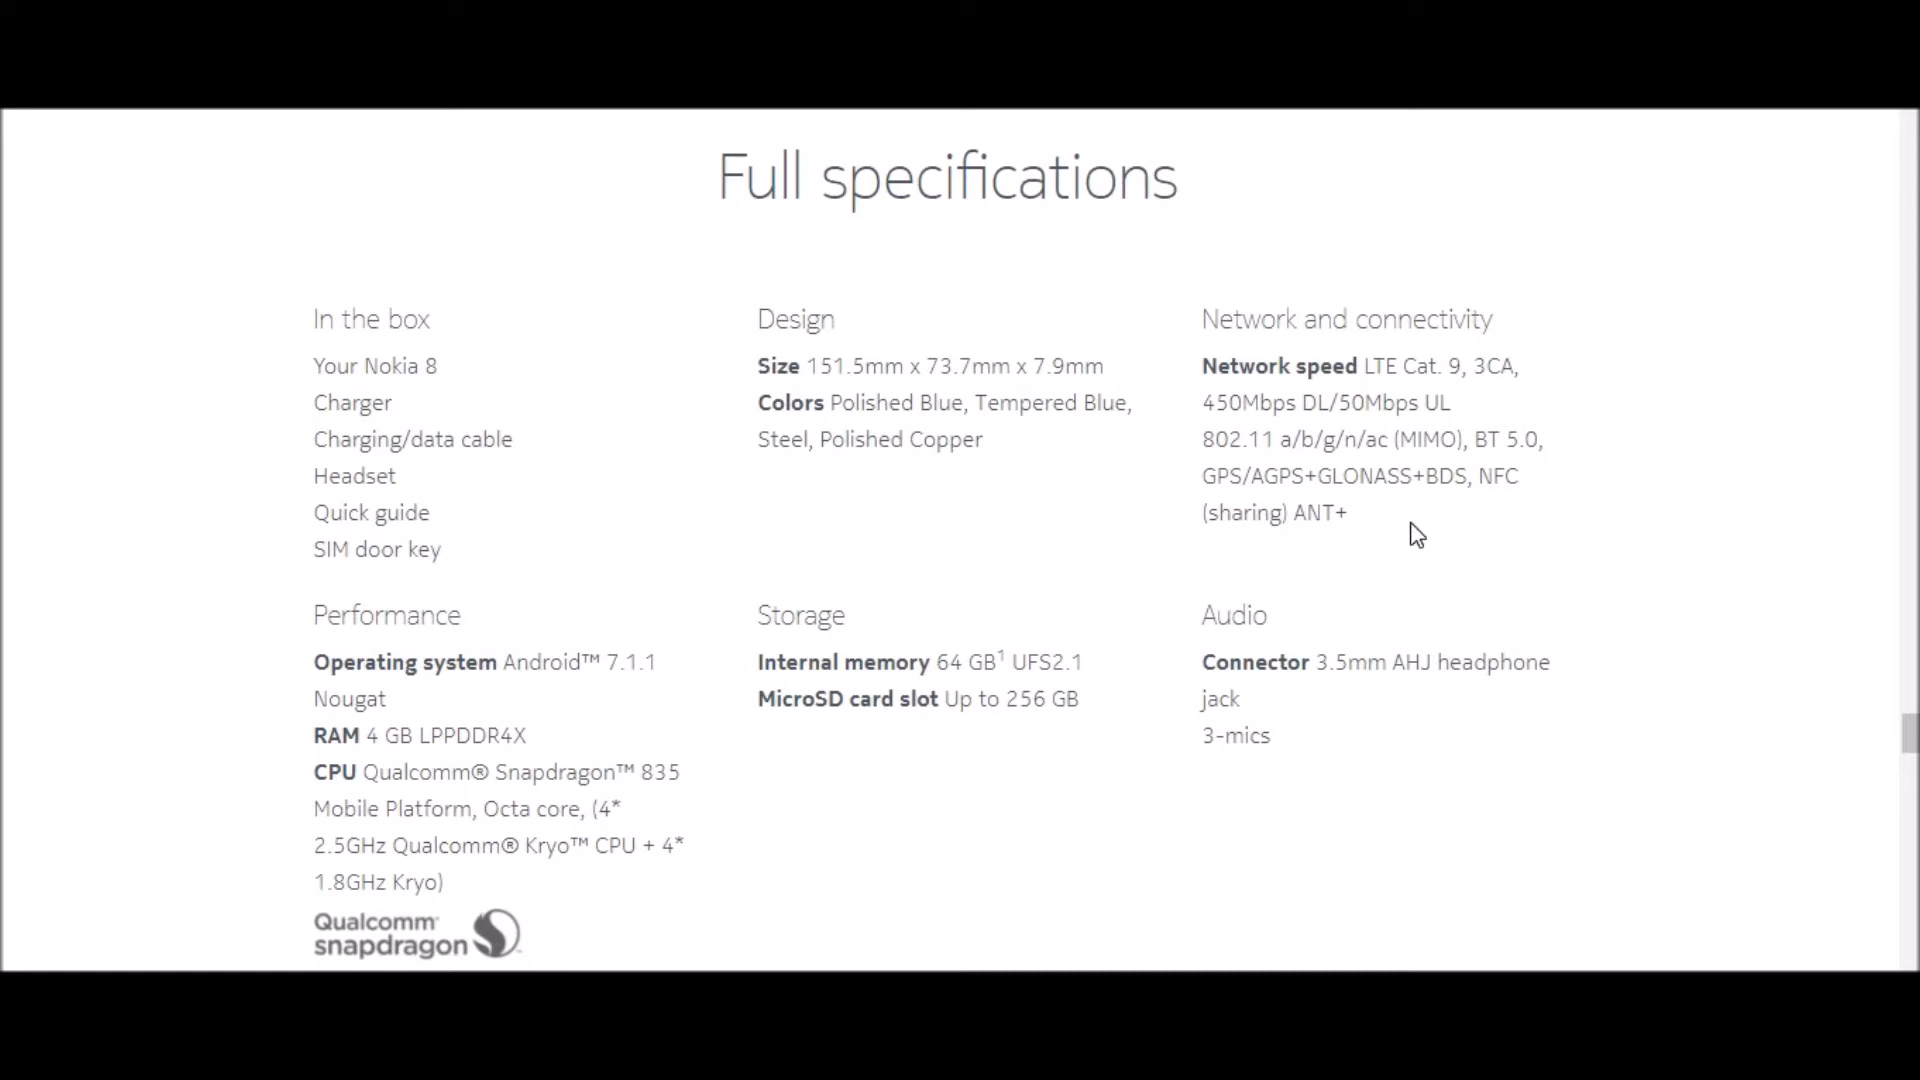 Full specifications
In the box
Your Nokia 8
Charger
Charging/data cable
Headset
Quick guide
SIM door key
Design
Size 151.5mm x 73.7mm x 7.9mm
Colors Polished Blue, Tempered Blue,
Steel, Polished Copper
Network and connectivity
Network speed LTE Cat. 9, 3CA,
450Mbps DL/50Mbps UL
802.11 a/b/g/n/ac (MIMO), BT 5.0,
GPS/AGPS+GLONASS+BDS, NFC
(sharing) ANT+
Performance
Operating system Android™ 7.1.1
Nougat
RAM 4 GB LPPDDR4X
CPU Qualcomm® Snapdragon™ 835
Mobile Platform, Octa core, (4*
2.5GHz Qualcomm® Kryo™ CPU + 4*
1.8GHz Kryo)
Qualcomm
snapdragon
Storage
Internal memory 64 GB¹ UFS2.1
MicroSD card slot Up to 256 GB
Audio
Connector 3.5mm AHJ headphone
jack
3-mics